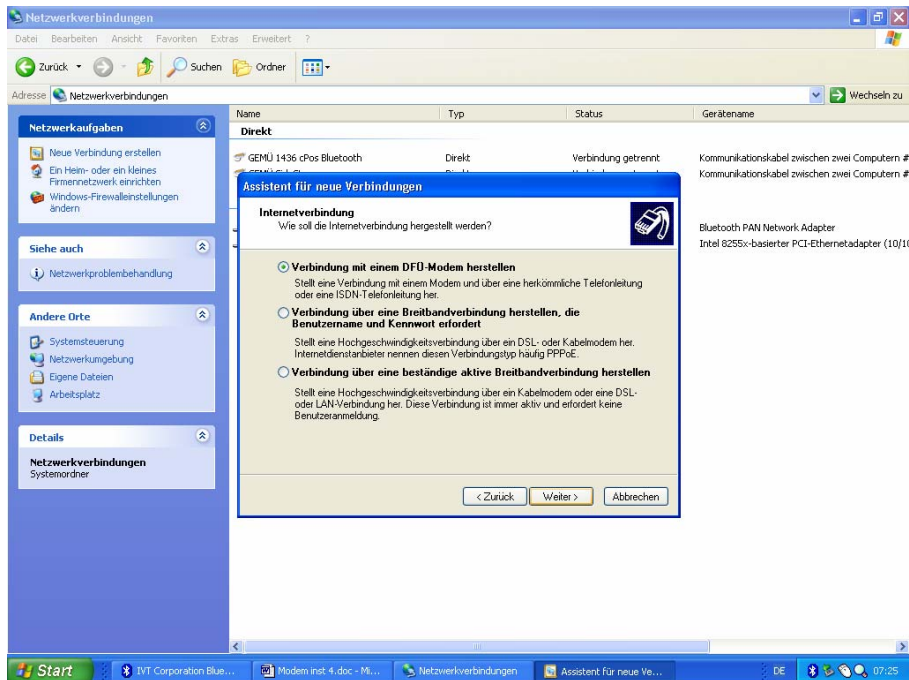 Netzwerkverbindungen
Datei Bearbeiten Ansicht Favoriten Extras Erweitert ?
Zurück Suchen Ordner
Adresse Netzwerkverbindungen Wechseln zu
Netzwerkaufgaben
Neue Verbindung erstellen
Ein Heim- oder ein kleines
Firmennetzwerk einrichten
Windows-Firewalleinstellungen
ändern
Siehe auch
Netzwerkproblembehandlung
Andere Orte
Systemsteuerung
Netzwerkumgebung
Eigene Dateien
Arbeitsplatz
Details
Netzwerkverbindungen
Systemordner
Name Typ Status Gerätename
Direkt
GEMÜ 1436 cPos Bluetooth Direkt Verbindung getrennt Kommunikationskabel zwischen zwei Computern #
Kommunikationskabel zwischen zwei Computern #
Bluetooth PAN Network Adapter
Intel 8255x-basierter PCI-Ethernetadapter (10/10
Assistent für neue Verbindungen
Internetverbindung
Wie soll die Internetverbindung hergestellt werden?
Verbindung mit einem DFÜ-Modem herstellen
Stellt eine Verbindung mit einem Modem und über eine herkömmliche Telefonleitung
oder eine ISDN-Telefonleitung her.
Verbindung über eine Breitbandverbindung herstellen, die
Benutzername und Kennwort erfordert
Stellt eine Hochgeschwindigkeitsverbindung über ein DSL- oder Kabelmodem her.
Internetdienstanbieter nennen diesen Verbindungstyp häufig PPPoE.
Verbindung über eine beständige aktive Breitbandverbindung herstellen
Stellt eine Hochgeschwindigkeitsverbindung über ein Kabelmodem oder eine DSL-
oder LAN-Verbindung her. Diese Verbindung ist immer aktiv und erfordert keine
Benutzeranmeldung.
< Zurück Weiter > Abbrechen
Start IVT Corporation Blue... Modem inst 4.doc - Mi... Netzwerkverbindungen Assistent für neue Ve... DE 07:25